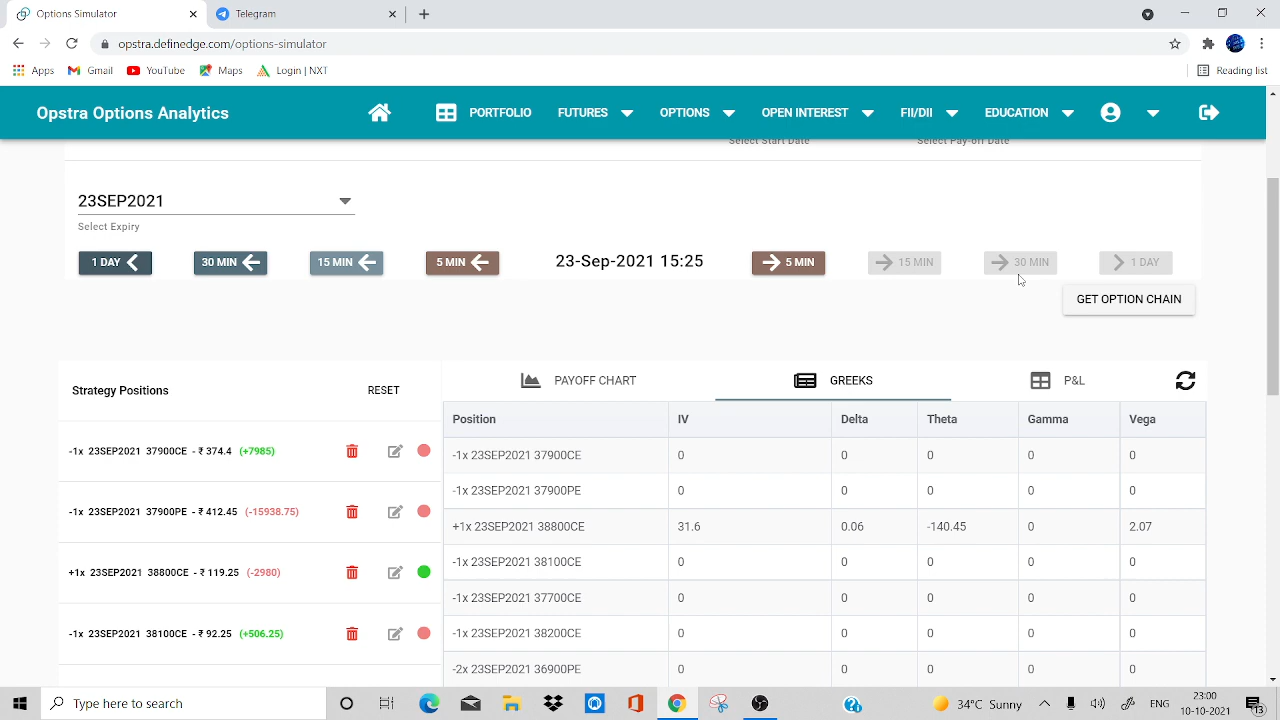 Options Simulator
Telegram
opstra.definedge.com/options-simulator
Apps Gmail YouTube Maps Login | NXT Reading list
Opstra Options Analytics PORTFOLIO FUTURES OPTIONS OPEN INTEREST FII/DII EDUCATION
Select Start Date Select Pay-off Date
23SEP2021
Select Expiry
1 DAY 30 MIN 15 MIN 5 MIN 23-Sep-2021 15:25 5 MIN 15 MIN 30 MIN 1 DAY
GET OPTION CHAIN
Strategy Positions RESET
-1x 23SEP2021 37900CE - ₹ 374.4 (+7985)
-1x 23SEP2021 37900PE - ₹ 412.45 (-15938.75)
+1x 23SEP2021 38800CE - ₹ 119.25 (-2980)
-1x 23SEP2021 38100CE - ₹ 92.25 (+506.25)
PAYOFF CHART GREEKS P&L
Position IV Delta Theta Gamma Vega
-1x 23SEP2021 37900CE 0 0 0 0 0
-1x 23SEP2021 37900PE 0 0 0 0 0
+1x 23SEP2021 38800CE 31.6 0.06 -140.45 0 2.07
-1x 23SEP2021 38100CE 0 0 0 0 0
-1x 23SEP2021 37700CE 0 0 0 0 0
-1x 23SEP2021 38200CE 0 0 0 0 0
-2x 23SEP2021 36900PE 0 0 0 0 0
Type here to search 34°C Sunny ENG 23:00
10-10-2021 13